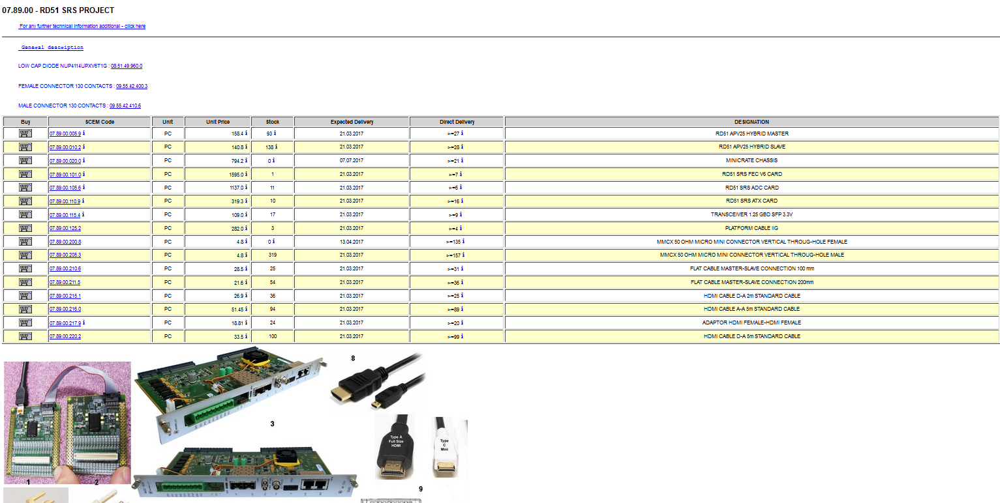 07.89.00 - RD51 SRS PROJECT
For any further technical information additional - click here
General description
LOW CAP DIODE NUP4114UPXV6T1G : 08.51.49.960.0
FEMALE CONNECTOR 130 CONTACTS : 09.55.42.400.3
MALE CONNECTOR 130 CONTACTS : 09.55.42.410.6
Buy SCEM Code Unit Unit Price Stock Expected Delivery Direct Delivery DESIGNATION
07.89.00.005.9 i PC 158.4 i 93 i 21.03.2017 >=27 i RD51 APV25 HYBRID MASTER
07.89.00.010.2 i PC 140.8 i 138 i 21.03.2017 >=28 i RD51 APV25 HYBRID SLAVE
07.89.00.020.0 i PC 794.2 i 0 i 07.07.2017 >=21 i MINICRATE CHASSIS
07.89.00.101.0 i PC 1595.0 i 1 21.03.2017 >=7 i RD51 SRS FEC V6 CARD
07.89.00.105.6 i PC 1137.0 i 11 21.03.2017 >=6 i RD51 SRS ADC CARD
07.89.00.110.9 i PC 319.3 i 10 21.03.2017 >=16 i RD51 SRS ATX CARD
07.89.00.115.4 i PC 109.0 i 17 21.03.2017 >=9 i TRANSCEIVER 1.25 GBD SFP 3.3V
07.89.00.125.2 PC 282.0 i 3 21.03.2017 >=4 i PLATFORM CABLE IIG
07.89.00.200.8 PC 4.8 i 0 i 13.04.2017 >=135 i MMCX 50 OHM MICRO MINI CONNECTOR VERTICAL THROUG-HOLE FEMALE
07.89.00.205.3 PC 4.8 i 319 21.03.2017 >=157 i MMCX 50 OHM MICRO MINI CONNECTOR VERTICAL THROUG-HOLE MALE
07.89.00.210.6 PC 28.5 i 25 21.03.2017 >=31 i FLAT CABLE MASTER-SLAVE CONNECTION 100 mm
07.89.00.211.5 PC 21.6 i 54 21.03.2017 >=36 i FLAT CABLE MASTER-SLAVE CONNECTION 200mm
07.89.00.215.1 PC 26.9 i 36 21.03.2017 >=25 i HDMI CABLE D-A 2m STANDARD CABLE
07.89.00.216.0 PC 51.45 i 94 21.03.2017 >=89 i HDMI CABLE A-A 5m STANDARD CABLE
07.89.00.217.9 i PC 18.81 i 24 21.03.2017 >=20 i ADAPTOR HDMI FEMALE-HDMI FEMALE
07.89.00.220.2 PC 33.5 i 100 21.03.2017 >=99 i HDMI CABLE D-A 5m STANDARD CABLE
8
3
Type A
Full Size
HDMI
Type
C
Mini
1
2
9